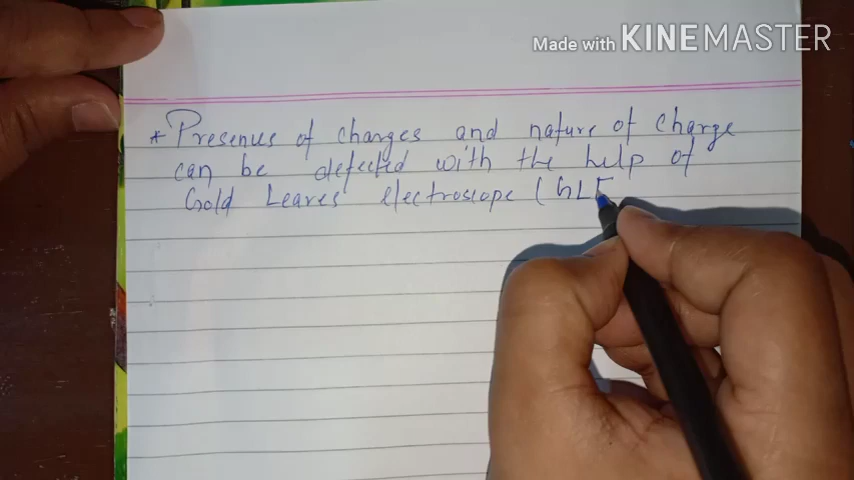 Made with KINEMASTER
* Presenus of charges and nature of charge
can be detected with the help of
Gold Leaves electroscope (GLE